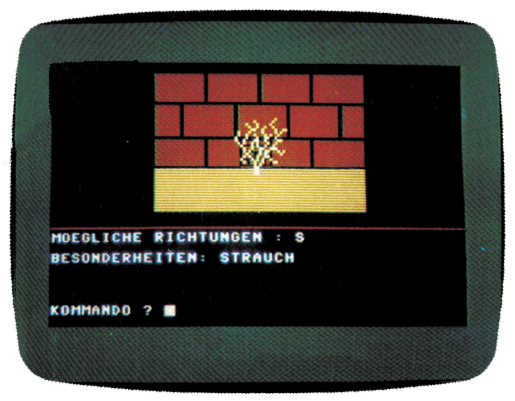 MOEGLICHE RICHTUNGEN : S
BESONDERHEITEN: STRAUCH
KOMMANDO ?